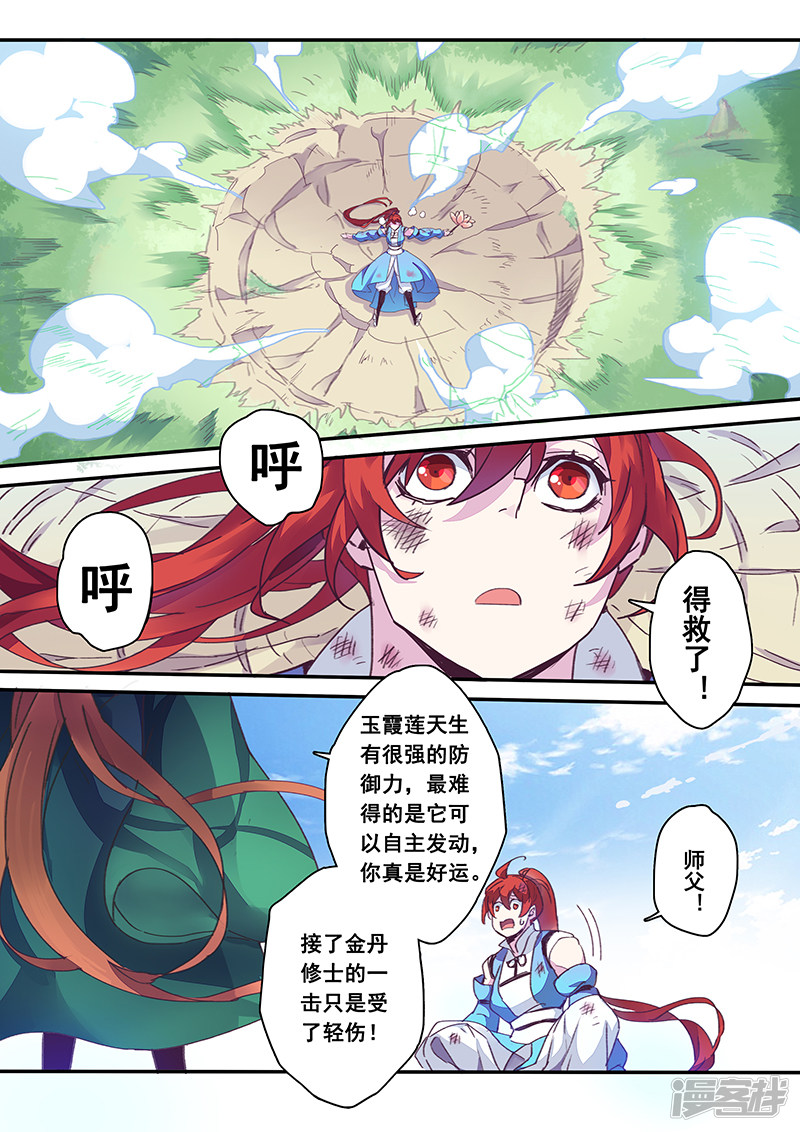 呼
呼
得
救
了！
玉霞莲天生
有很强的防
御力，最难
得的是它可
以自主发动，
你真是好运。
接了金丹
修士的一
击只是受
了轻伤！
师父！
漫客栈